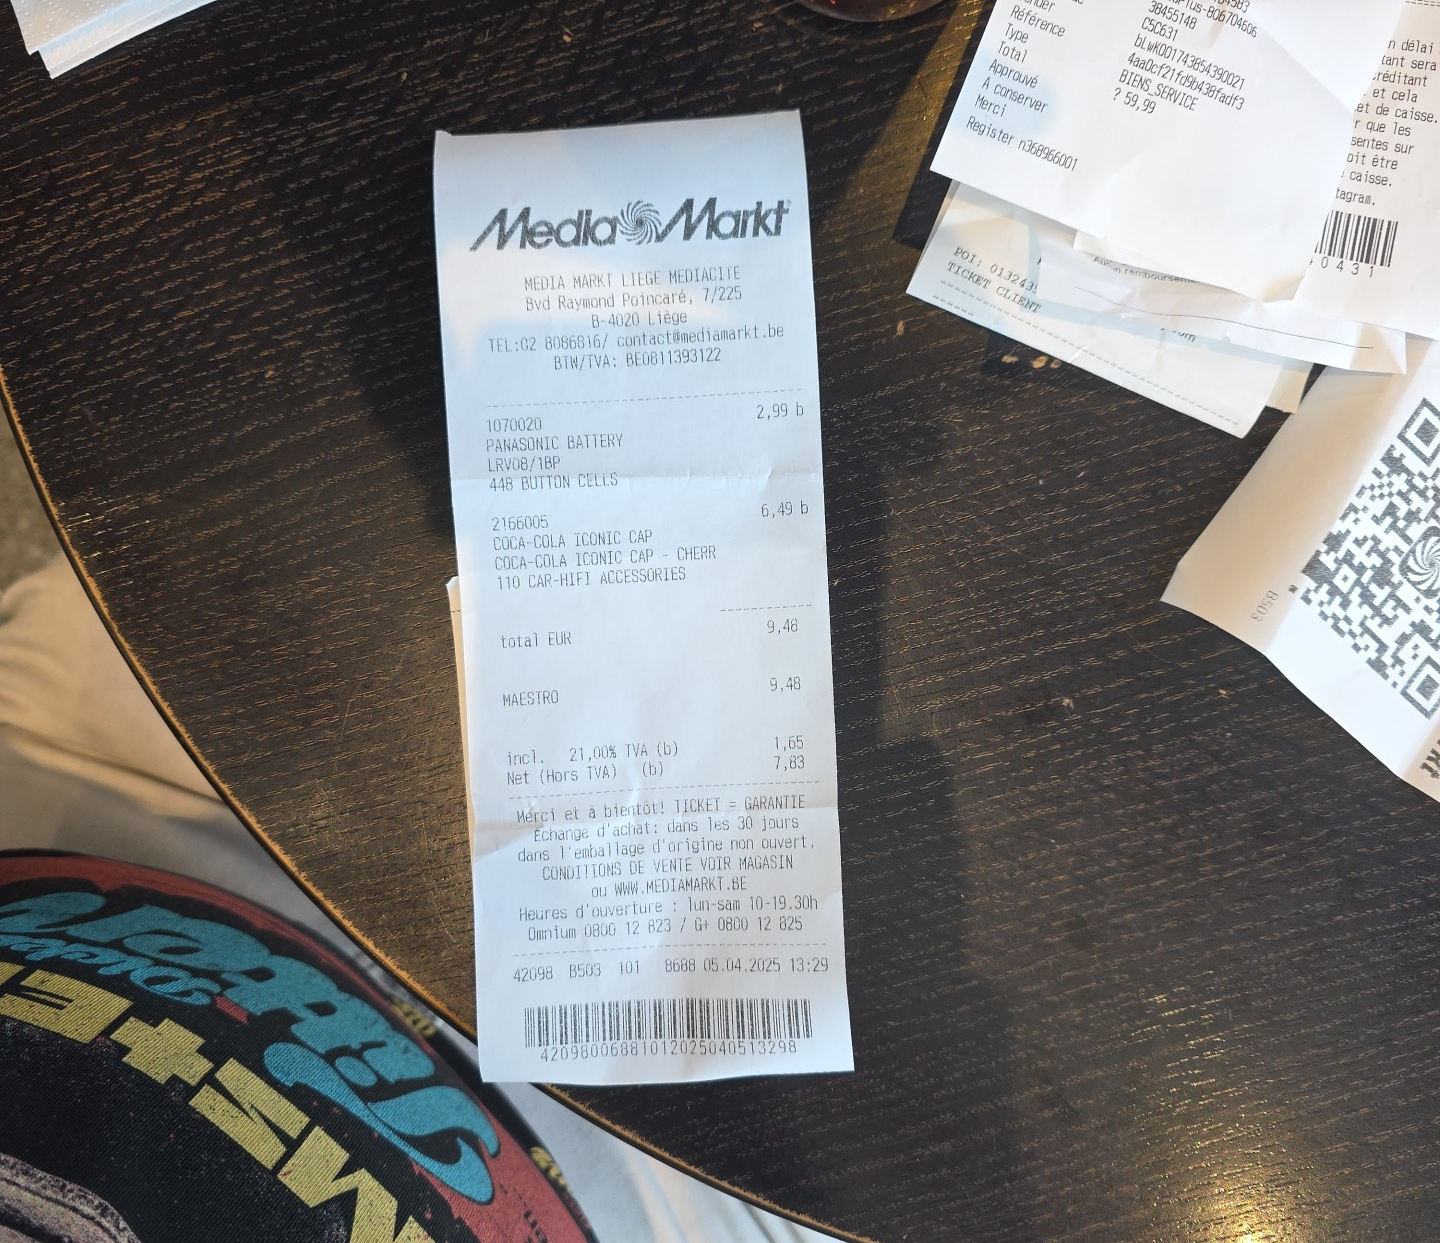 Media Markt
MEDIA MARKT LIEGE MEDIACITE
Bvd Raymond Poincaré, 7/225
B-4020 Liège
TEL:02 8086816/ contact@mediamarkt.be
BTW/TVA: BE0811393122
1070020 2,99 b
PANASONIC BATTERY
LRV08/1BP
448 BUTTON CELLS
2166005 6,49 b
COCA-COLA ICONIC CAP
COCA-COLA ICONIC CAP - CHERR
110 CAR-HIFI ACCESSORIES
total EUR 9,48
MAESTRO 9,48
incl. 21,00% TVA (b) 1,65
Net (Hors TVA) (b) 7,83
Merci et à bientôt! TICKET = GARANTIE
Échange d'achat: dans les 30 jours
dans l'emballage d'origine non ouvert.
CONDITIONS DE VENTE VOIR MAGASIN
ou WWW.MEDIAMARKT.BE
Heures d'ouverture : lun-sam 10-19.30h
Omnium 0800 12 823 / G+ 0800 12 825
42098 B503 101 8688 05.04.2025 13:29
42098006881012025040513298
38455148
Référence C5C631
Type bLwK001743854390021
Total 4aa0cf21fd9b438fadf3
Approuvé BIENS_SERVICE
A conserver ? 59,99
Merci
Register n368966001
n délai
sera
et cela
et de caisse.
que les
sur
être
caisse.
0431
POI:
TICKET CLIENT
B503